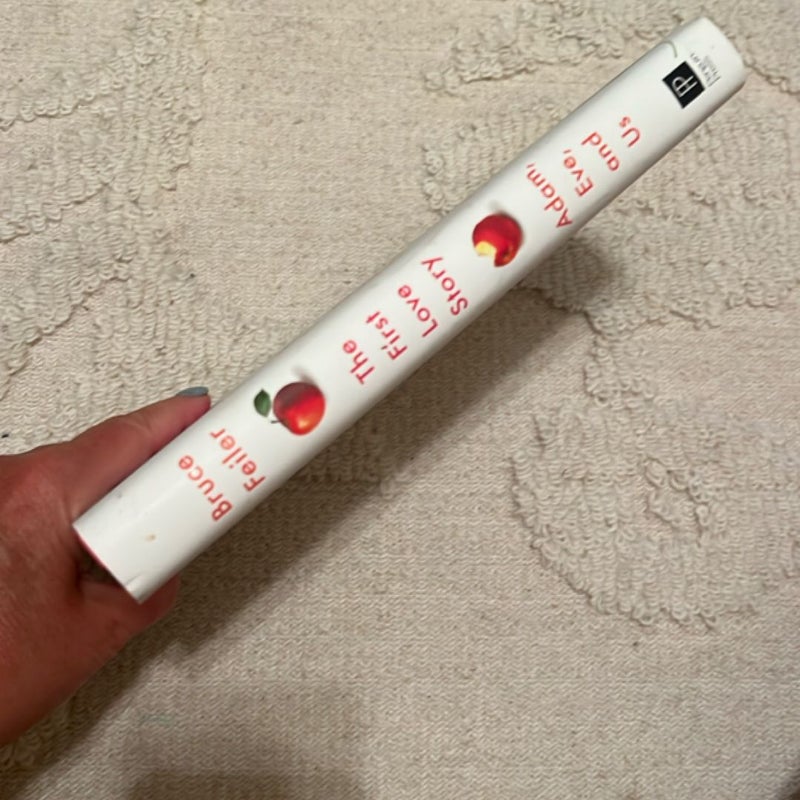 Bruce
Feiler
The
First
Love
Story
Adam,
Eve,
and
Us